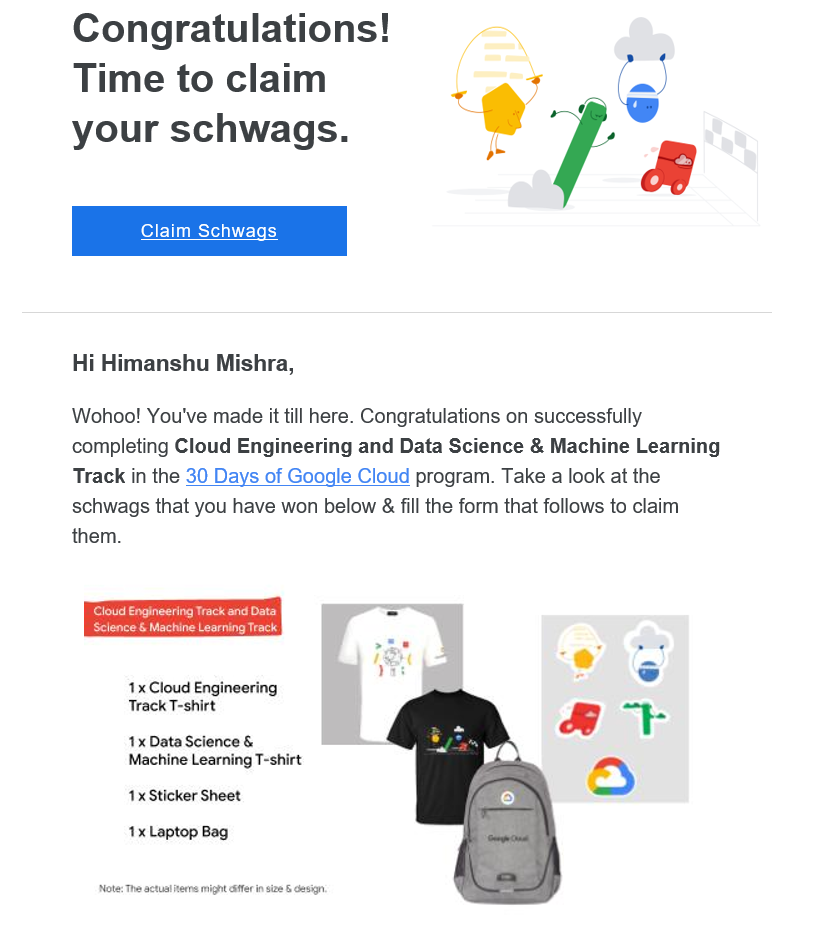 Congratulations!
Time to claim
your schwags.
Claim Schwags
Hi Himanshu Mishra,
Wohoo! You've made it till here. Congratulations on successfully
completing Cloud Engineering and Data Science & Machine Learning
Track in the 30 Days of Google Cloud program. Take a look at the
schwags that you have won below & fill the form that follows to claim
them.
Cloud Engineering Track and Data
Science & Machine Learning Track
1 x Cloud Engineering
Track T-shirt
1 x Data Science &
Machine Learning T-shirt
1 x Sticker Sheet
1 x Laptop Bag
Google Cloud
Note: The actual items might differ in size & design.